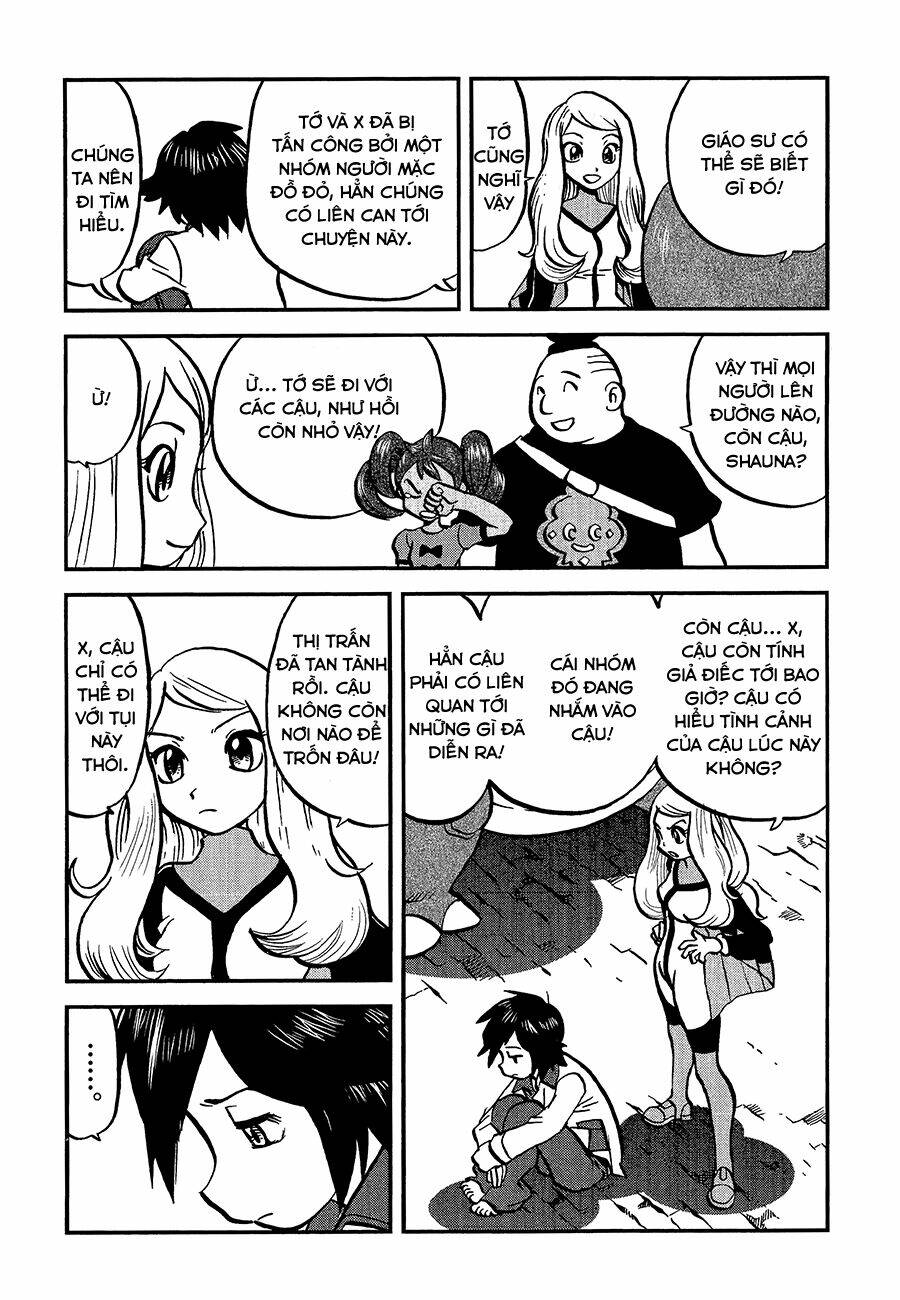 GIÁO SƯ CÓ
THỂ SẼ BIẾT
GÌ ĐÓ!
TỚ
CŨNG
NGHĨ
VẬY
TỚ VÀ X ĐÃ BỊ
TẤN CÔNG BỞI MỘT
NHÓM NGƯỜI MẶC
ĐỒ ĐỎ, HẲN CHÚNG
CÓ LIÊN CAN TỚI
CHUYỆN NÀY.
CHÚNG
TA NÊN
ĐI TÌM
HIỂU.
VẬY THÌ MỌI
NGƯỜI LÊN
ĐƯỜNG NÀO,
CÒN CẬU,
SHAUNA?
Ừ... TỚ SẼ ĐI VỚI
CÁC CẬU, NHƯ HỒI
CÒN NHỎ VẬY!
Ừ!
CÒN CẬU... X,
CẬU CÒN TÍNH
GIẢ ĐIẾC TỚI BAO
GIỜ? CẬU CÓ
HIỂU TÌNH CẢNH
CỦA CẬU LÚC NÀY
KHÔNG?
CÁI NHÓM
ĐÓ ĐANG
NHẮM VÀO
CẬU!
HẲN CẬU
PHẢI CÓ LIÊN
QUAN TỚI
NHỮNG GÌ ĐÃ
DIỄN RA!
THỊ TRẤN
ĐÃ TAN TÀNH
RỒI. CẬU
KHÔNG CÒN
NƠI NÀO ĐỂ
TRỐN ĐÂU!
X, CẬU
CHỈ CÓ
THỂ ĐI
VỚI TỤI
NÀY
THÔI.
......